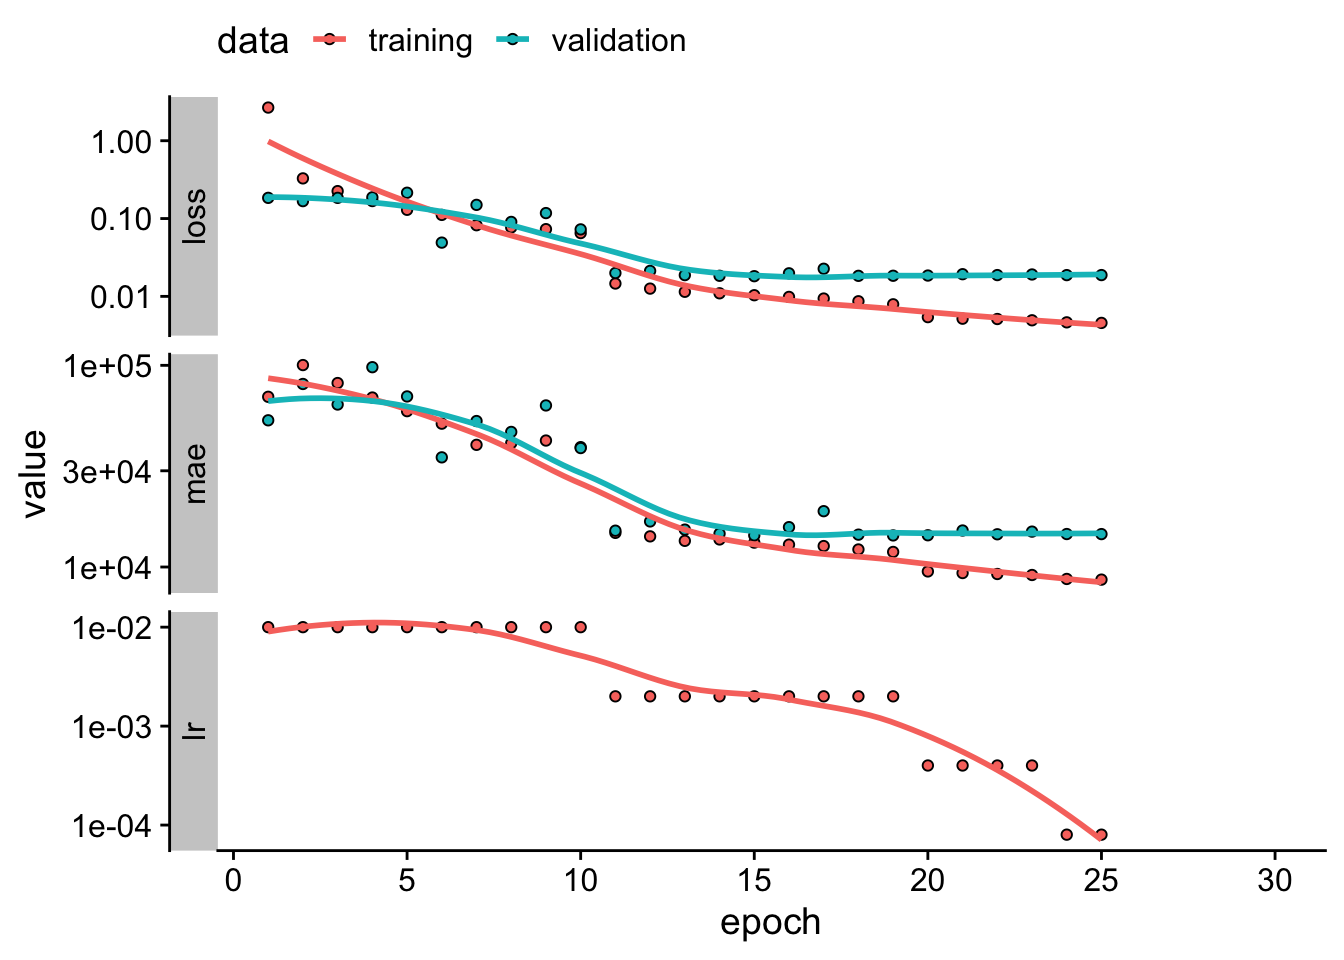 data training validation
1.00
0.10
0.01
loss
1e+05
3e+04
1e+04
mae
value
1e-02
1e-03
1e-04
lr
0 5 10 15 20 25 30
epoch